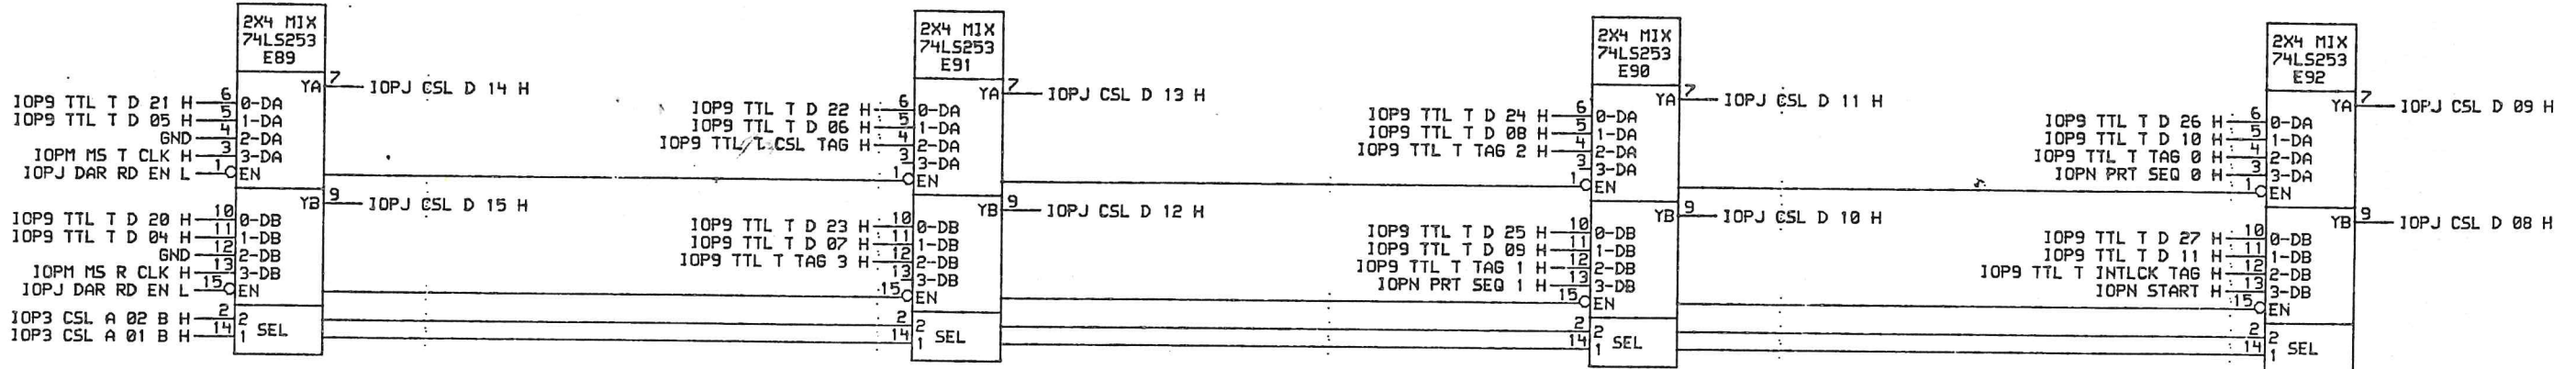 2X4 MIX
74LS253
E89
YA 7 IOPJ CSL D 14 H
IOP9 TTL T D 21 H 6 0-DA
IOP9 TTL T D 05 H 5 1-DA
GND 4 2-DA
IOPM MS T CLK H 3 3-DA
IOPJ DAR RD EN L 1 EN
YB 9 IOPJ CSL D 15 H
IOP9 TTL T D 20 H 10 0-DB
IOP9 TTL T D 04 H 11 1-DB
GND 12 2-DB
IOPM MS R CLK H 13 3-DB
IOPJ DAR RD EN L 15 EN
IOP3 CSL A 02 B H 2 2
IOP3 CSL A 01 B H 14 1 SEL
2X4 MIX
74LS253
E91
YA 7 IOPJ CSL D 13 H
IOP9 TTL T D 22 H 6 0-DA
IOP9 TTL T D 06 H 5 1-DA
IOP9 TTL T CSL TAG H 4 2-DA
3 3-DA
1 EN
YB 9 IOPJ CSL D 12 H
IOP9 TTL T D 23 H 10 0-DB
IOP9 TTL T D 07 H 11 1-DB
IOP9 TTL T TAG 3 H 12 2-DB
13 3-DB
15 EN
2 2
14 1 SEL
2X4 MIX
74LS253
E90
YA 7 IOPJ CSL D 11 H
IOP9 TTL T D 24 H 6 0-DA
IOP9 TTL T D 08 H 5 1-DA
IOP9 TTL T TAG 2 H 4 2-DA
3 3-DA
1 EN
YB 9 IOPJ CSL D 10 H
IOP9 TTL T D 25 H 10 0-DB
IOP9 TTL T D 09 H 11 1-DB
IOP9 TTL T TAG 1 H 12 2-DB
IOPN PRT SEQ 1 H 13 3-DB
15 EN
2 2
14 1 SEL
2X4 MIX
74LS253
E92
YA 7 IOPJ CSL D 09 H
IOP9 TTL T D 26 H 6 0-DA
IOP9 TTL T D 10 H 5 1-DA
IOP9 TTL T TAG 0 H 4 2-DA
IOPN PRT SEQ 0 H 3 3-DA
1 EN
YB 9 IOPJ CSL D 08 H
IOP9 TTL T D 27 H 10 0-DB
IOP9 TTL T D 11 H 11 1-DB
IOP9 TTL T INTLCK TAG H 12 2-DB
IOPN START H 13 3-DB
15 EN
2 2
14 1 SEL